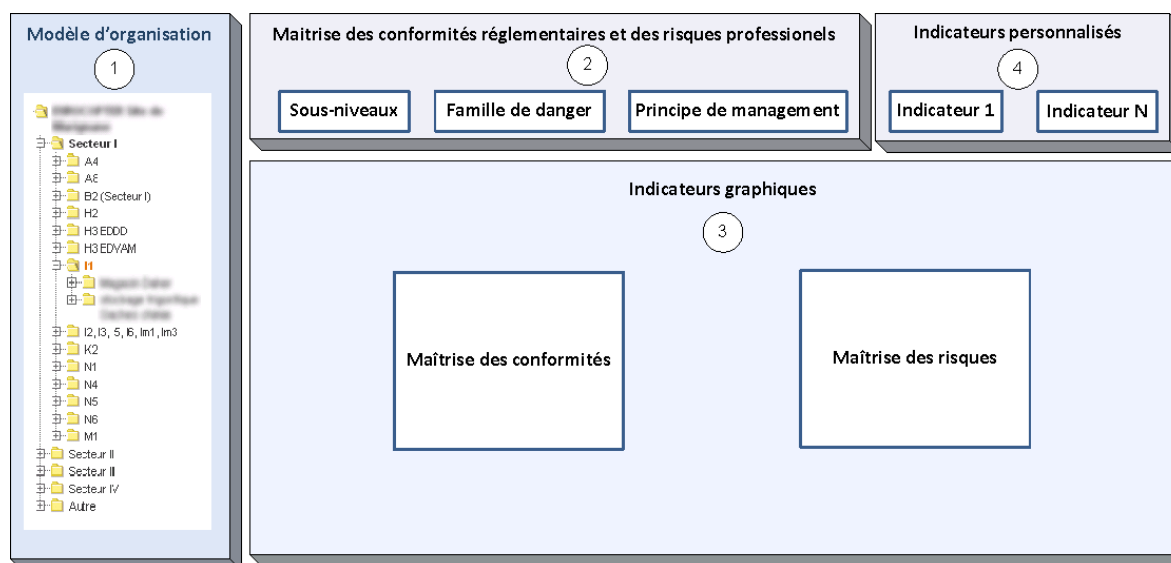 Modèle d'organisation
1
Secteur I
A4
A8
B2 (Secteur I)
H2
H3 EDDD
H3 EDVAM
I1
I2, I3, 5, I6, Im1, Im3
K2
N1
N4
N5
N6
M1
Secteur II
Secteur III
Secteur IV
Autre
Maitrise des conformités réglementaires et des risques professionels
2
Sous-niveaux
Famille de danger
Principe de management
Indicateurs personnalisés
4
Indicateur 1
Indicateur N
Indicateurs graphiques
3
Maîtrise des conformités
Maîtrise des risques